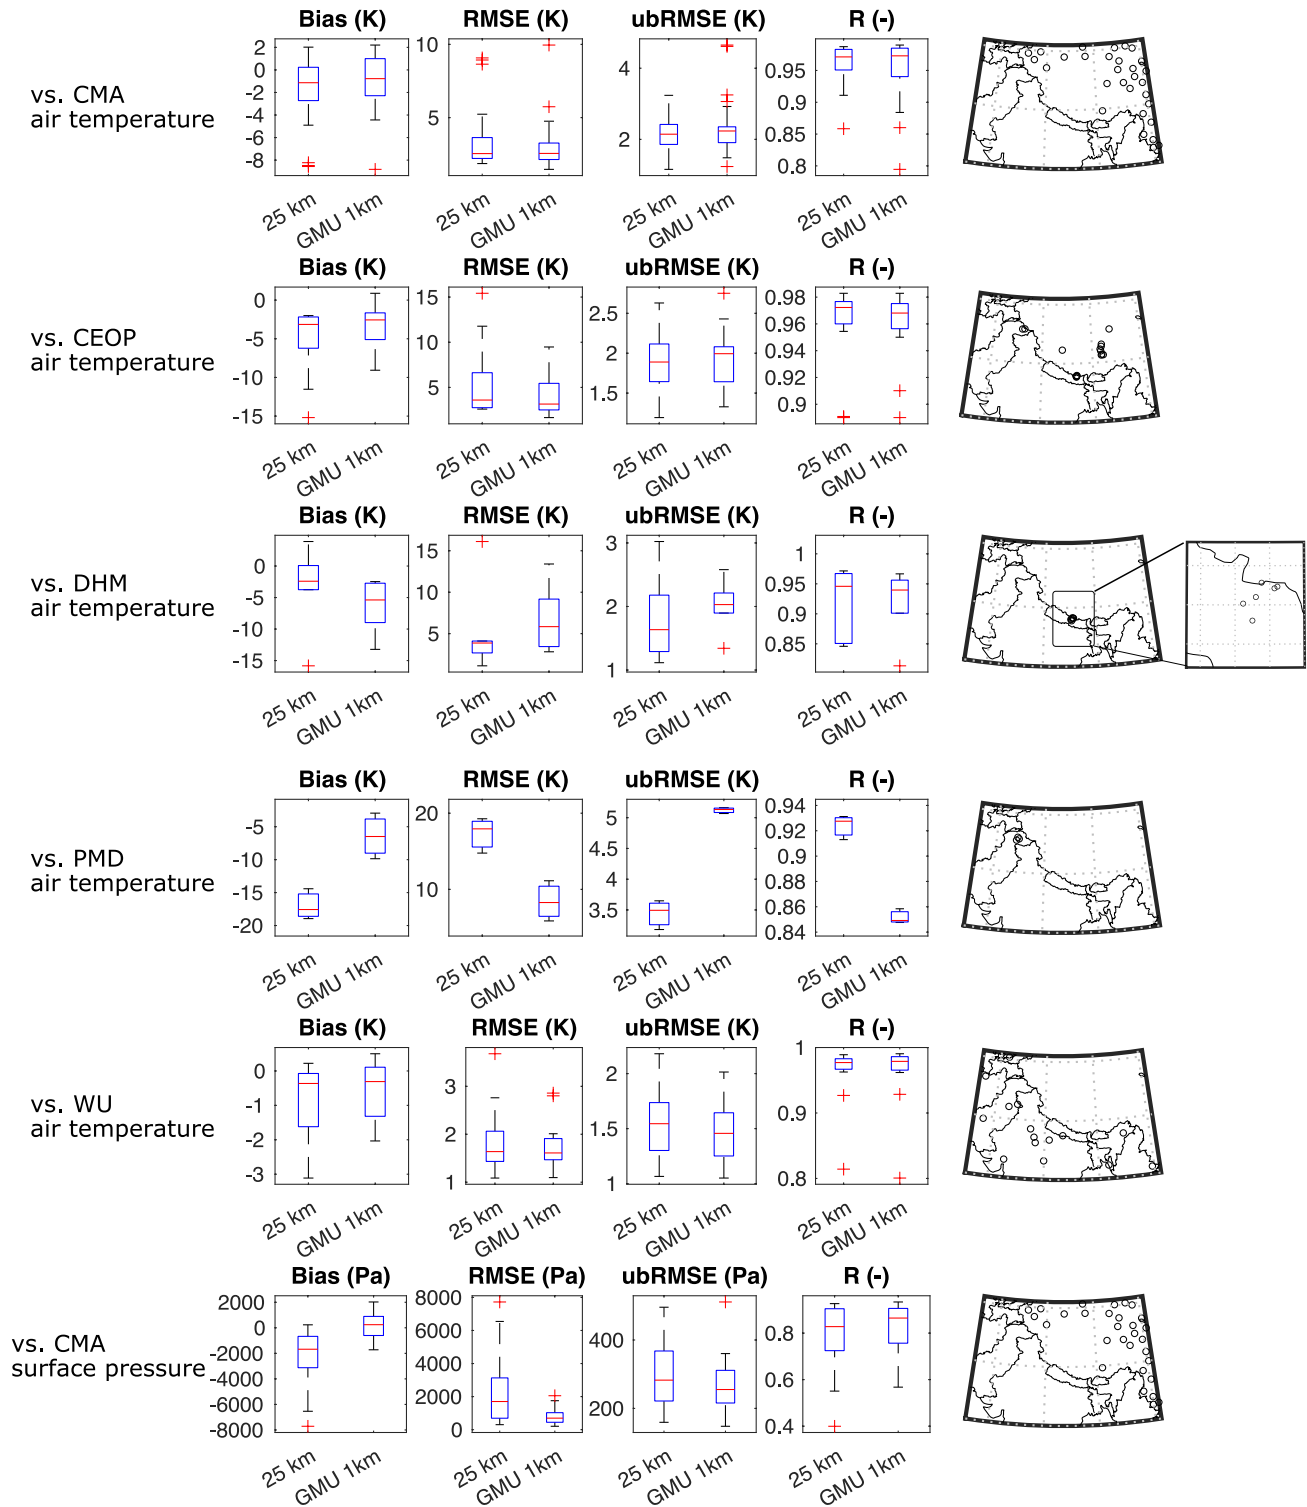 Bias (K) RMSE (K) ubRMSE (K) R (-)
vs. CMA
air temperature
2 0 -2 -4 -6 -8
10 5
4 2
0.95 0.9 0.85 0.8
25 km GMU 1km 25 km GMU 1km 25 km GMU 1km 25 km GMU 1km
Bias (K) RMSE (K) ubRMSE (K) R (-)
vs. CEOP
air temperature
0 -5 -10 -15
15 10 5
2.5 2 1.5
0.98 0.96 0.94 0.92 0.9
25 km GMU 1km 25 km GMU 1km 25 km GMU 1km 25 km GMU 1km
Bias (K) RMSE (K) ubRMSE (K) R (-)
vs. DHM
air temperature
0 -5 -10 -15
15 10 5
3 2 1
1 0.95 0.9 0.85
25 km GMU 1km 25 km GMU 1km 25 km GMU 1km 25 km GMU 1km
Bias (K) RMSE (K) ubRMSE (K) R (-)
vs. PMD
air temperature
-5 -10 -15 -20
20 10
5 4.5 4 3.5
0.94 0.92 0.9 0.88 0.86 0.84
25 km GMU 1km 25 km GMU 1km 25 km GMU 1km 25 km GMU 1km
Bias (K) RMSE (K) ubRMSE (K) R (-)
vs. WU
air temperature
0 -1 -2 -3
3 2 1
2 1.5 1
1 0.9 0.8
25 km GMU 1km 25 km GMU 1km 25 km GMU 1km 25 km GMU 1km
Bias (Pa) RMSE (Pa) ubRMSE (Pa) R (-)
vs. CMA
surface pressure
2000 0 -2000 -4000 -6000 -8000
8000 6000 4000 2000 0
400 200
0.8 0.6 0.4
25 km GMU 1km 25 km GMU 1km 25 km GMU 1km 25 km GMU 1km